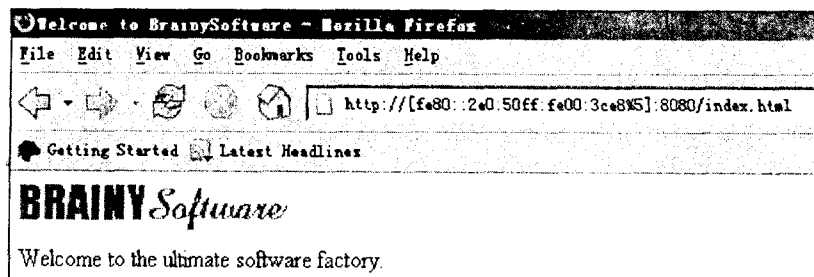 Welcome to BrainySoftware - Mozilla Firefox
File Edit View Go Bookmarks Tools Help
http://[fe80::2e0:50ff:fe00:3ce8%5]:8080/index.html
Getting Started Latest Headlines
BRAINY Software
Welcome to the ultimate software factory.